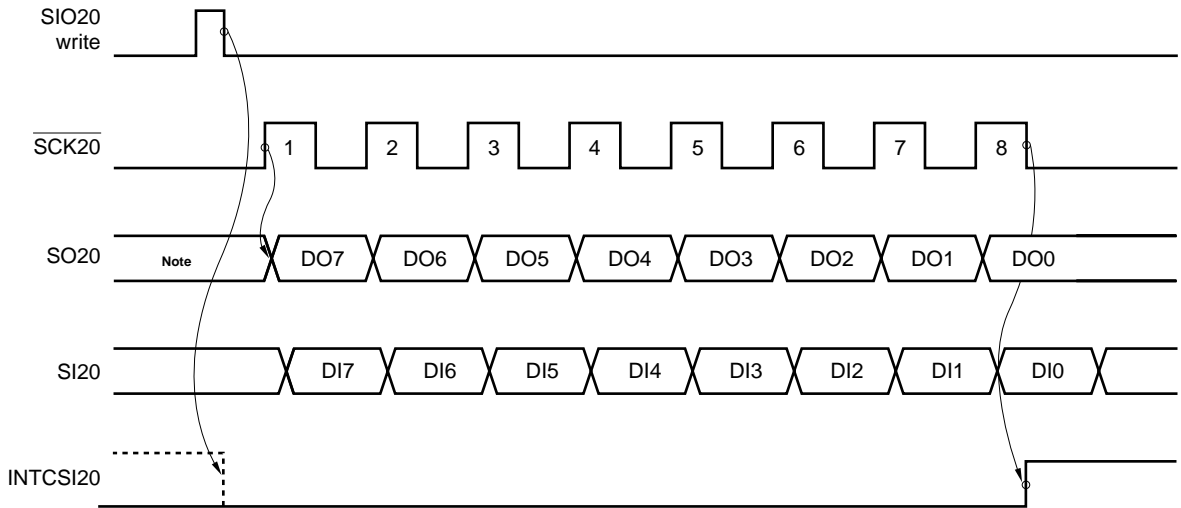 SIO20
write
SCK20
1 2 3 4 5 6 7 8
SO20 Note DO7 DO6 DO5 DO4 DO3 DO2 DO1 DO0
SI20 DI7 DI6 DI5 DI4 DI3 DI2 DI1 DI0
INTCSI20